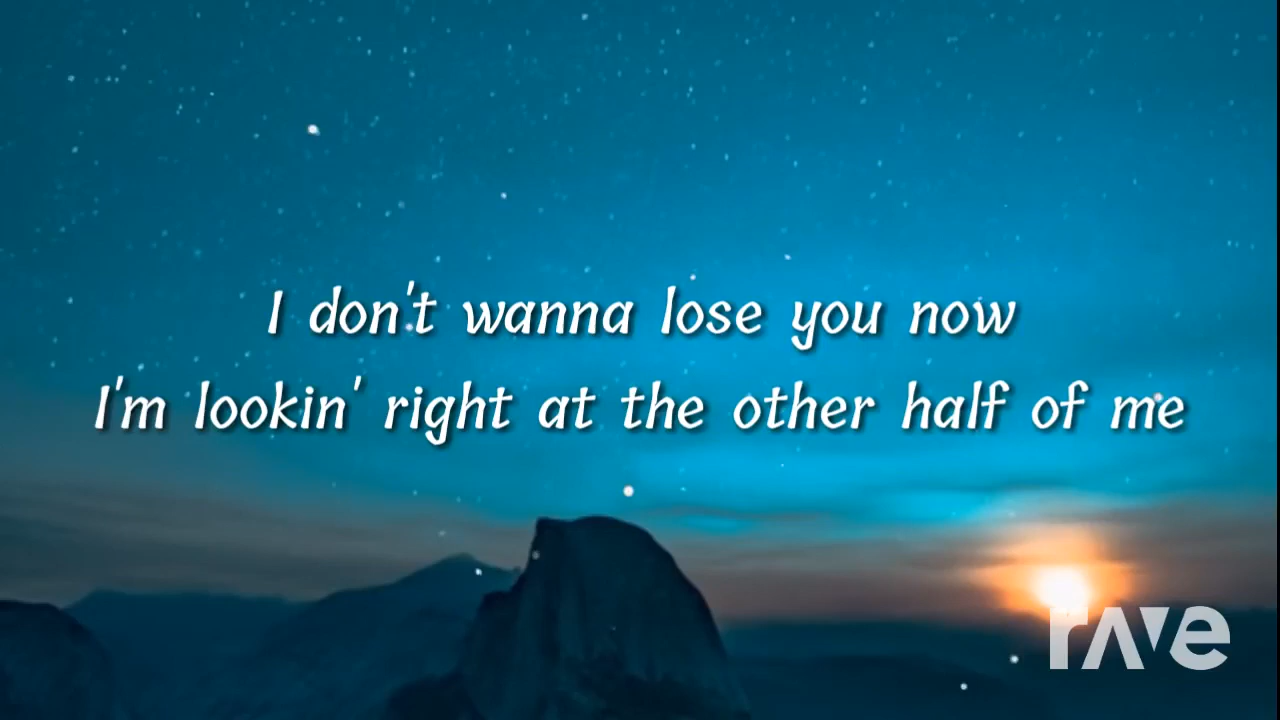 I don't wanna lose you now
I'm lookin' right at the other half of me
rave